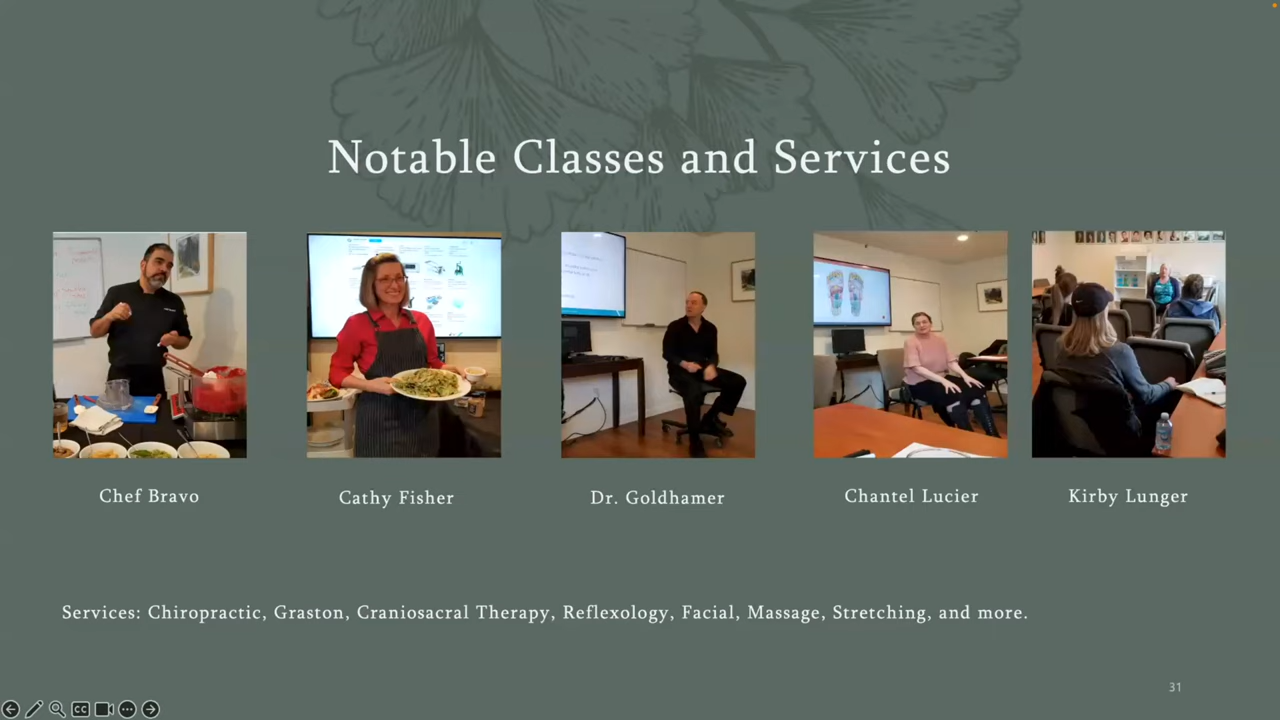 Notable Classes and Services
Chef Bravo
Cathy Fisher
Dr. Goldhamer
Chantel Lucier
Kirby Lunger
Services: Chiropractic, Graston, Craniosacral Therapy, Reflexology, Facial, Massage, Stretching, and more.
31
CC